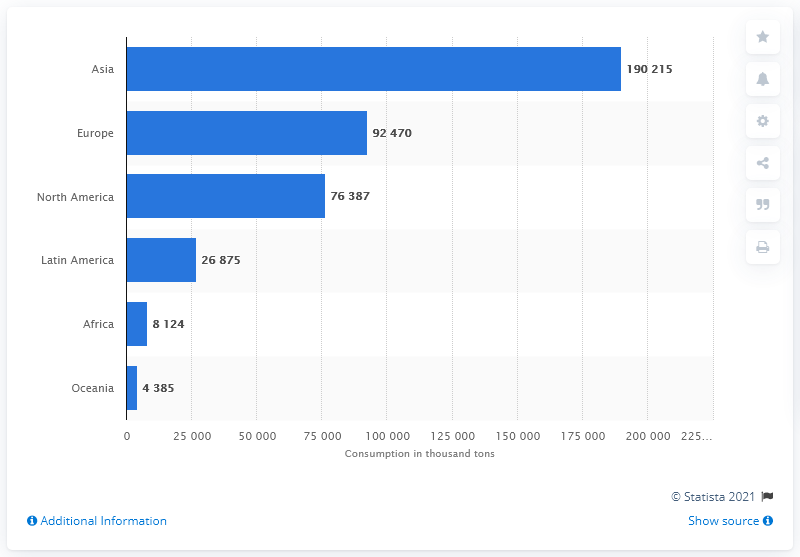 Asia 190 215
Europe 92 470
North America 76 387
Latin America 26 875
Africa 8 124
Oceania 4 385
0 25 000 50 000 75 000 100 000 125 000 150 000 175 000 200 000 225...
Consumption in thousand tons
© Statista 2021
Additional Information Show source